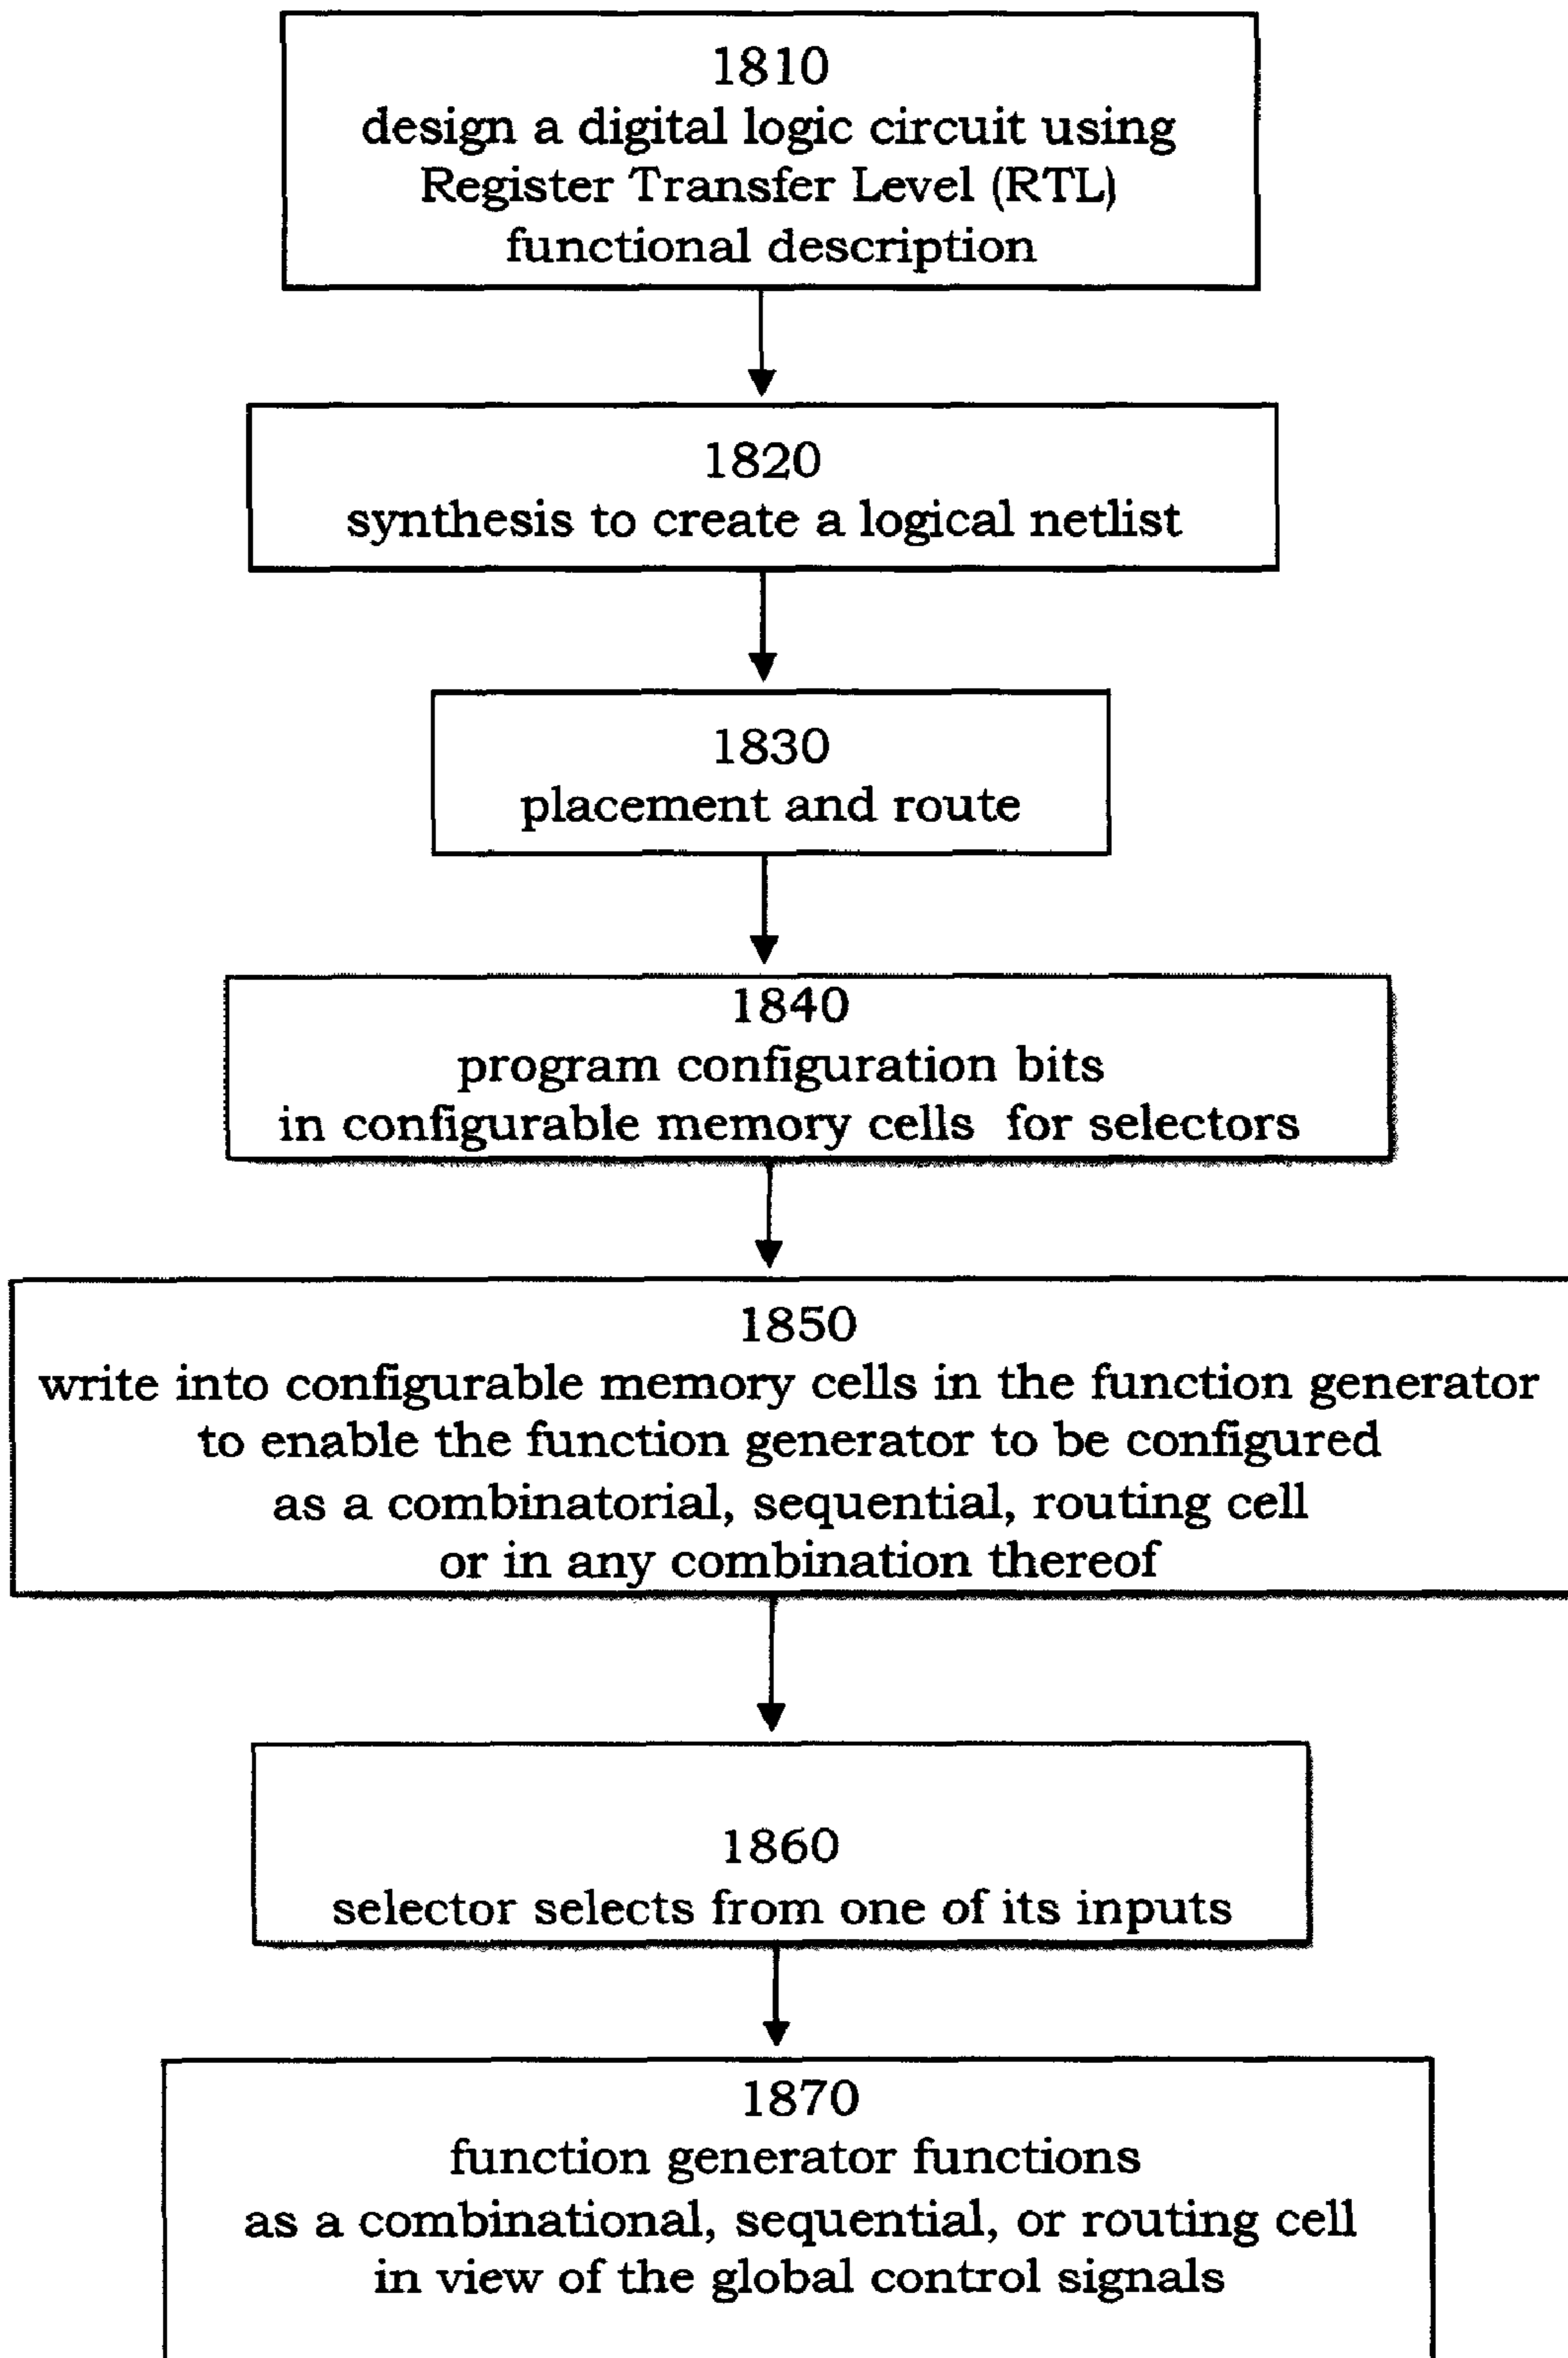 1810
design a digital logic circuit using
Register Transfer Level (RTL)
functional description
1820
synthesis to create a logical netlist
1830
placement and route
1840
program configuration bits
in configurable memory cells for selectors
1850
write into configurable memory cells in the function generator
to enable the function generator to be configured
as a combinatorial, sequential, routing cell
or in any combination thereof
1860
selector selects from one of its inputs
1870
function generator functions
as a combinational, sequential, or routing cell
in view of the global control signals